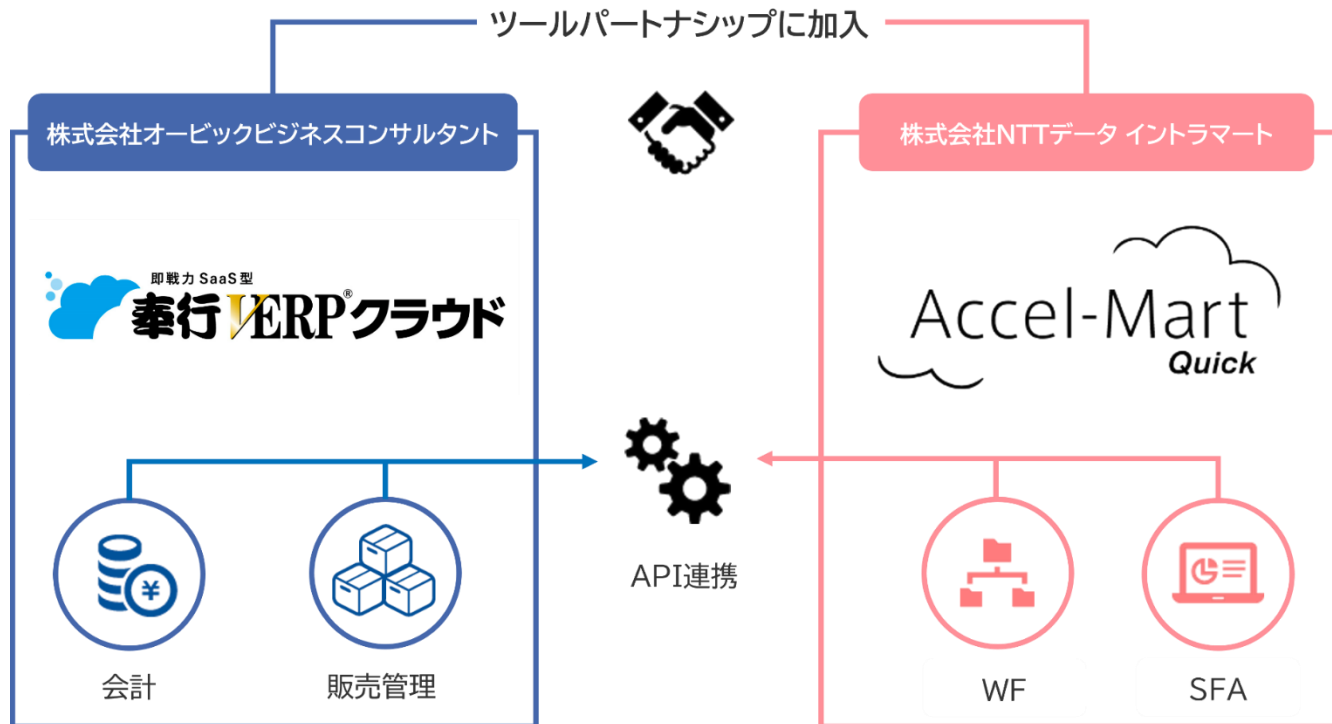 ツールパートナシップに加入
株式会社オービックビジネスコンサルタント
株式会社NTTデータ イントラマート
即戦力 SaaS型
奉行VERP®クラウド
Accel-Mart
Quick
API連携
¥
会計
販売管理
WF
SFA